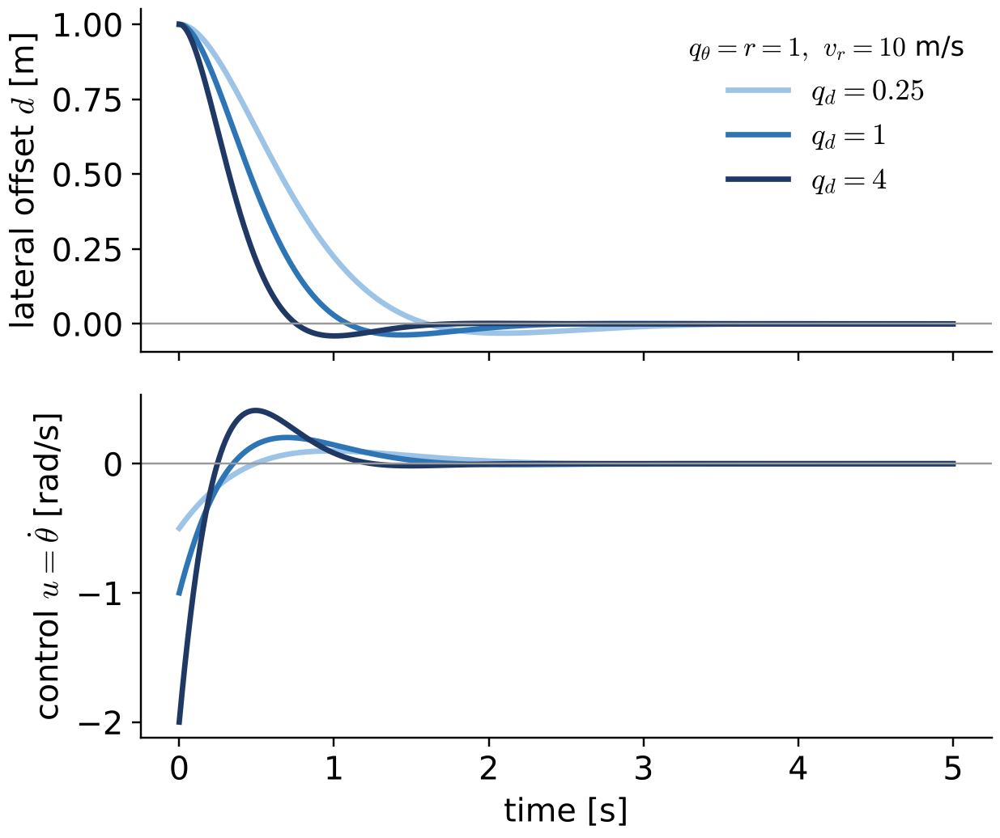 1.00
0.75
0.50
0.25
0.00
lateral offset d [m]
q_θ = r = 1, v_r = 10 m/s
q_d = 0.25
q_d = 1
q_d = 4
0
−1
−2
control u = θ̇ [rad/s]
0 1 2 3 4 5
time [s]